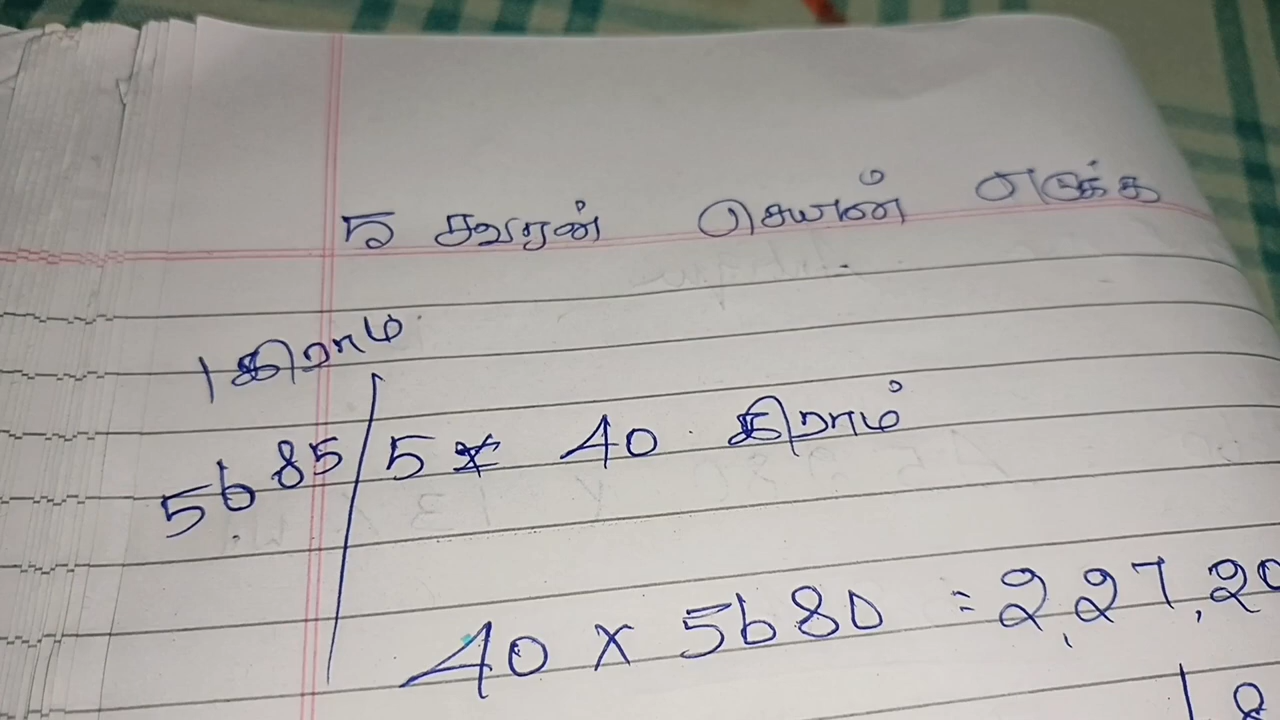 5 சவரன் செயின் எடுக்க
1 கிராம்
5685 5 * 40 கிராம்
40 x 5680 = 2,27,20